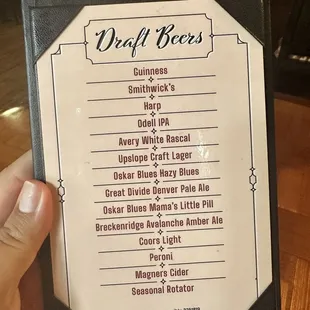 Draft Beers
Guinness
Smithwick's
Harp
Odell IPA
Avery White Rascal
Upslope Craft Lager
Oskar Blues Hazy Blues
Great Divide Denver Pale Ale
Oskar Blues Mama's Little Pill
Breckenridge Avalanche Amber Ale
Coors Light
Peroni
Magners Cider
Seasonal Rotator